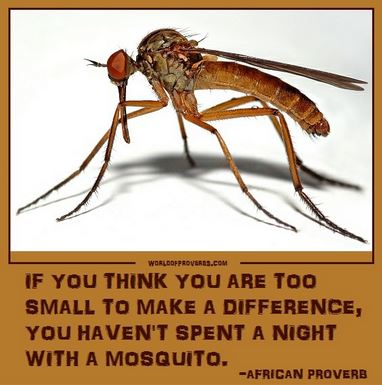 WORLDOFPROVERBS.COM
IF YOU THINK YOU ARE TOO
SMALL TO MAKE A DIFFERENCE,
YOU HAVEN'T SPENT A NIGHT
WITH A MOSQUITO.
-AFRICAN PROVERB